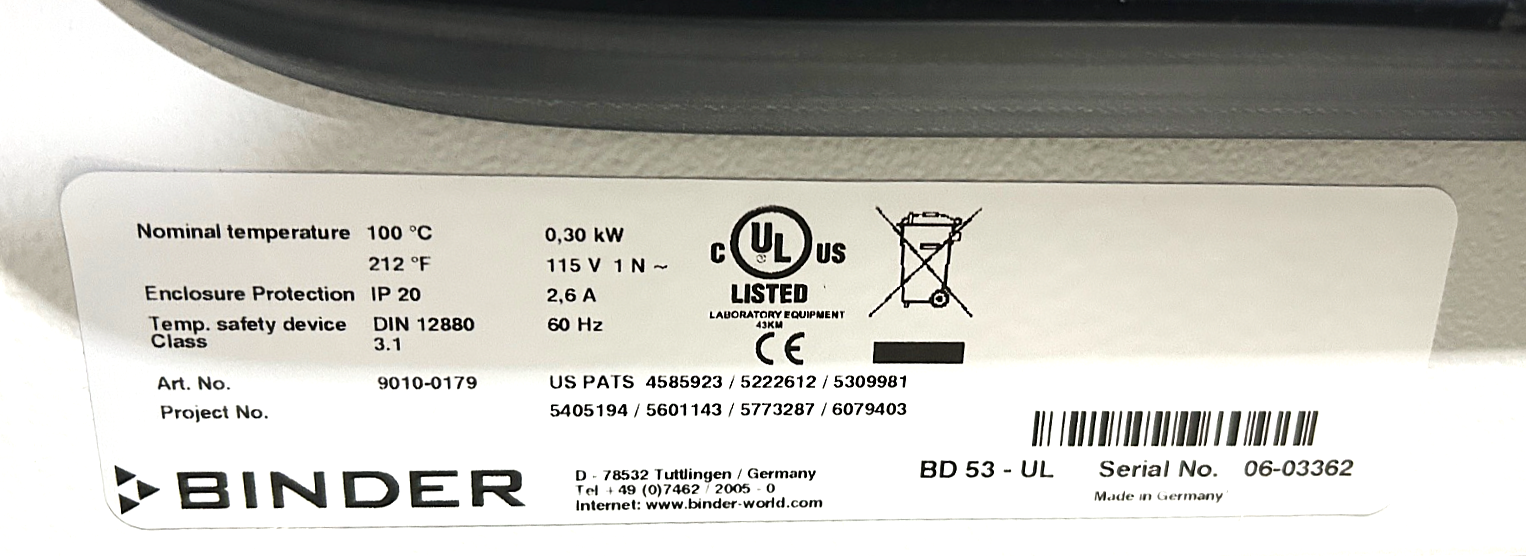 Nominal temperature 100 °C 0,30 kW
212 °F 115 V 1 N ~
Enclosure Protection IP 20 2,6 A
Temp. safety device DIN 12880 60 Hz
Class 3.1
C UL US
LISTED
LABORATORY EQUIPMENT
43KM
CE
Art. No. 9010-0179 US PATS 4585923 / 5222612 / 5309981
Project No. 5405194 / 5601143 / 5773287 / 6079403
BINDER
D - 78532 Tuttlingen / Germany
Tel + 49 (0)7462 / 2005 - 0
Internet: www.binder-world.com
BD 53 - UL Serial No. 06-03362
Made in Germany